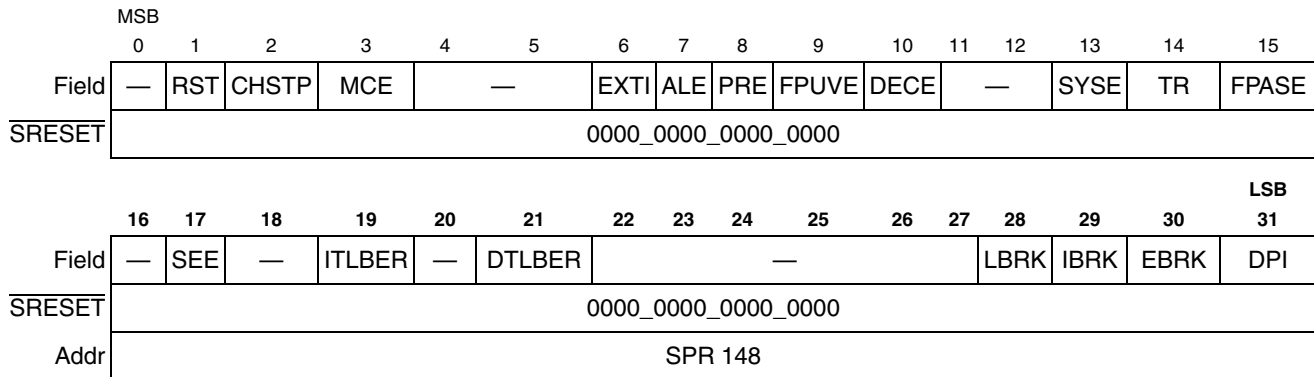 MSB
0 1 2 3 4 5 6 7 8 9 10 11 12 13 14 15
Field — RST CHSTP MCE — EXTI ALE PRE FPUVE DECE — SYSE TR FPASE
SRESET 0000_0000_0000_0000
LSB
16 17 18 19 20 21 22 23 24 25 26 27 28 29 30 31
Field — SEE — ITLBER — DTLBER — LBRK IBRK EBRK DPI
SRESET 0000_0000_0000_0000
Addr SPR 148